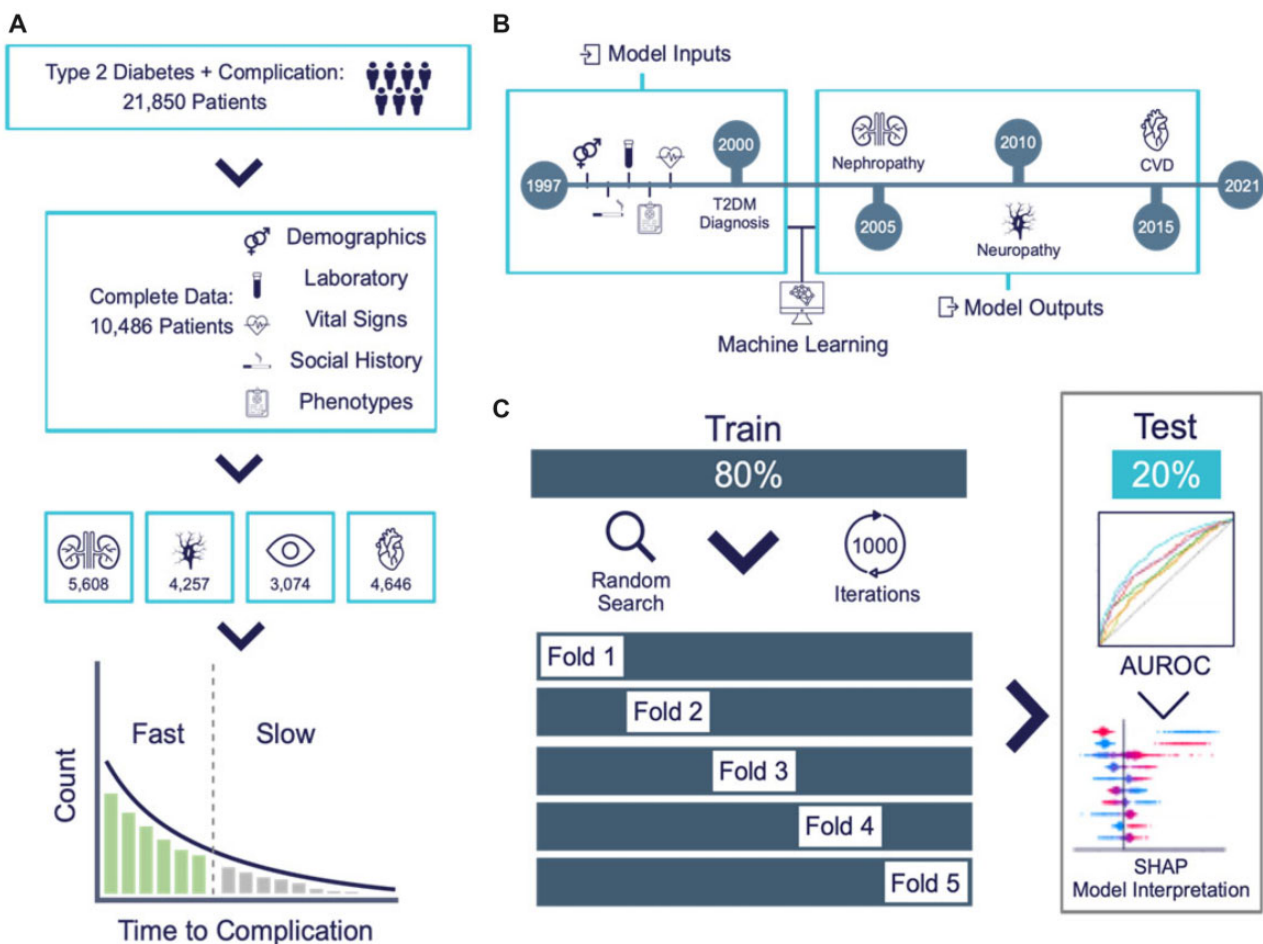 A
Type 2 Diabetes + Complication:
21,850 Patients
Complete Data:
10,486 Patients
Demographics
Laboratory
Vital Signs
Social History
Phenotypes
5,608
4,257
3,074
4,646
Fast
Slow
Count
Time to Complication
B
Model Inputs
1997
2000
T2DM
Diagnosis
Nephropathy
2005
2010
Neuropathy
CVD
2015
2021
Machine Learning
Model Outputs
C
Train
80%
Random
Search
1000
Iterations
Fold 1
Fold 2
Fold 3
Fold 4
Fold 5
Test
20%
AUROC
SHAP
Model Interpretation